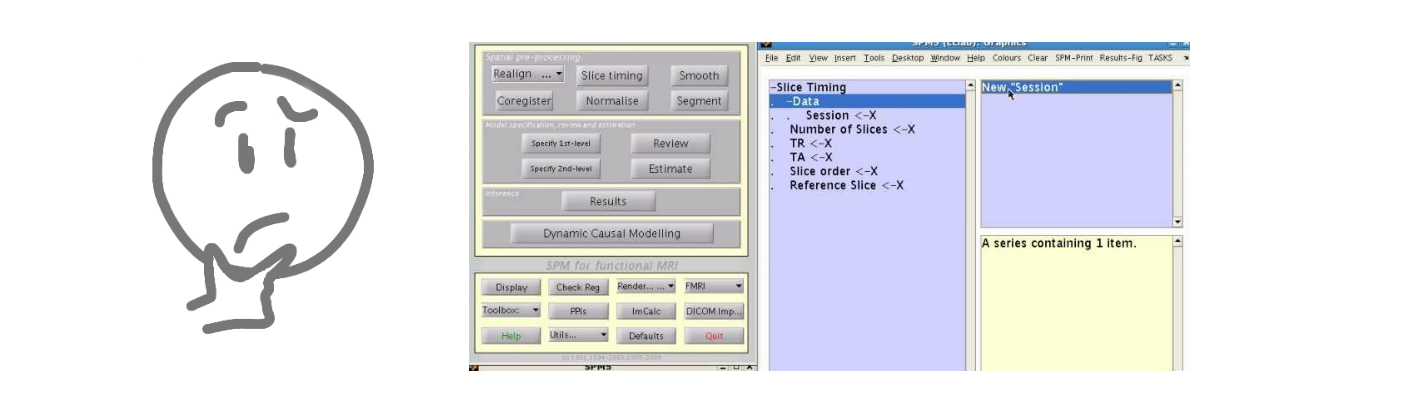 Spatial pre-processing
Realign ...
Slice timing
Smooth
Coregister
Normalise
Segment
Model specification, review and estimation
Specify 1st-level
Review
Specify 2nd-level
Estimate
Inference
Results
Dynamic Causal Modelling
SPM for functional MRI
Display
Check Reg
Render... ...
FMRI
Toolbox:
PPIs
ImCalc
DICOM Imp...
Help
Utils...
Defaults
Quit
SPM5
Graphics
File Edit View Insert Tools Desktop Window Help Colours Clear SPM-Print Results-Fig TASKS
-Slice Timing
. -Data
. . Session <-X
. Number of Slices <-X
. TR <-X
. TA <-X
. Slice order <-X
. Reference Slice <-X
New "Session"
A series containing 1 item.